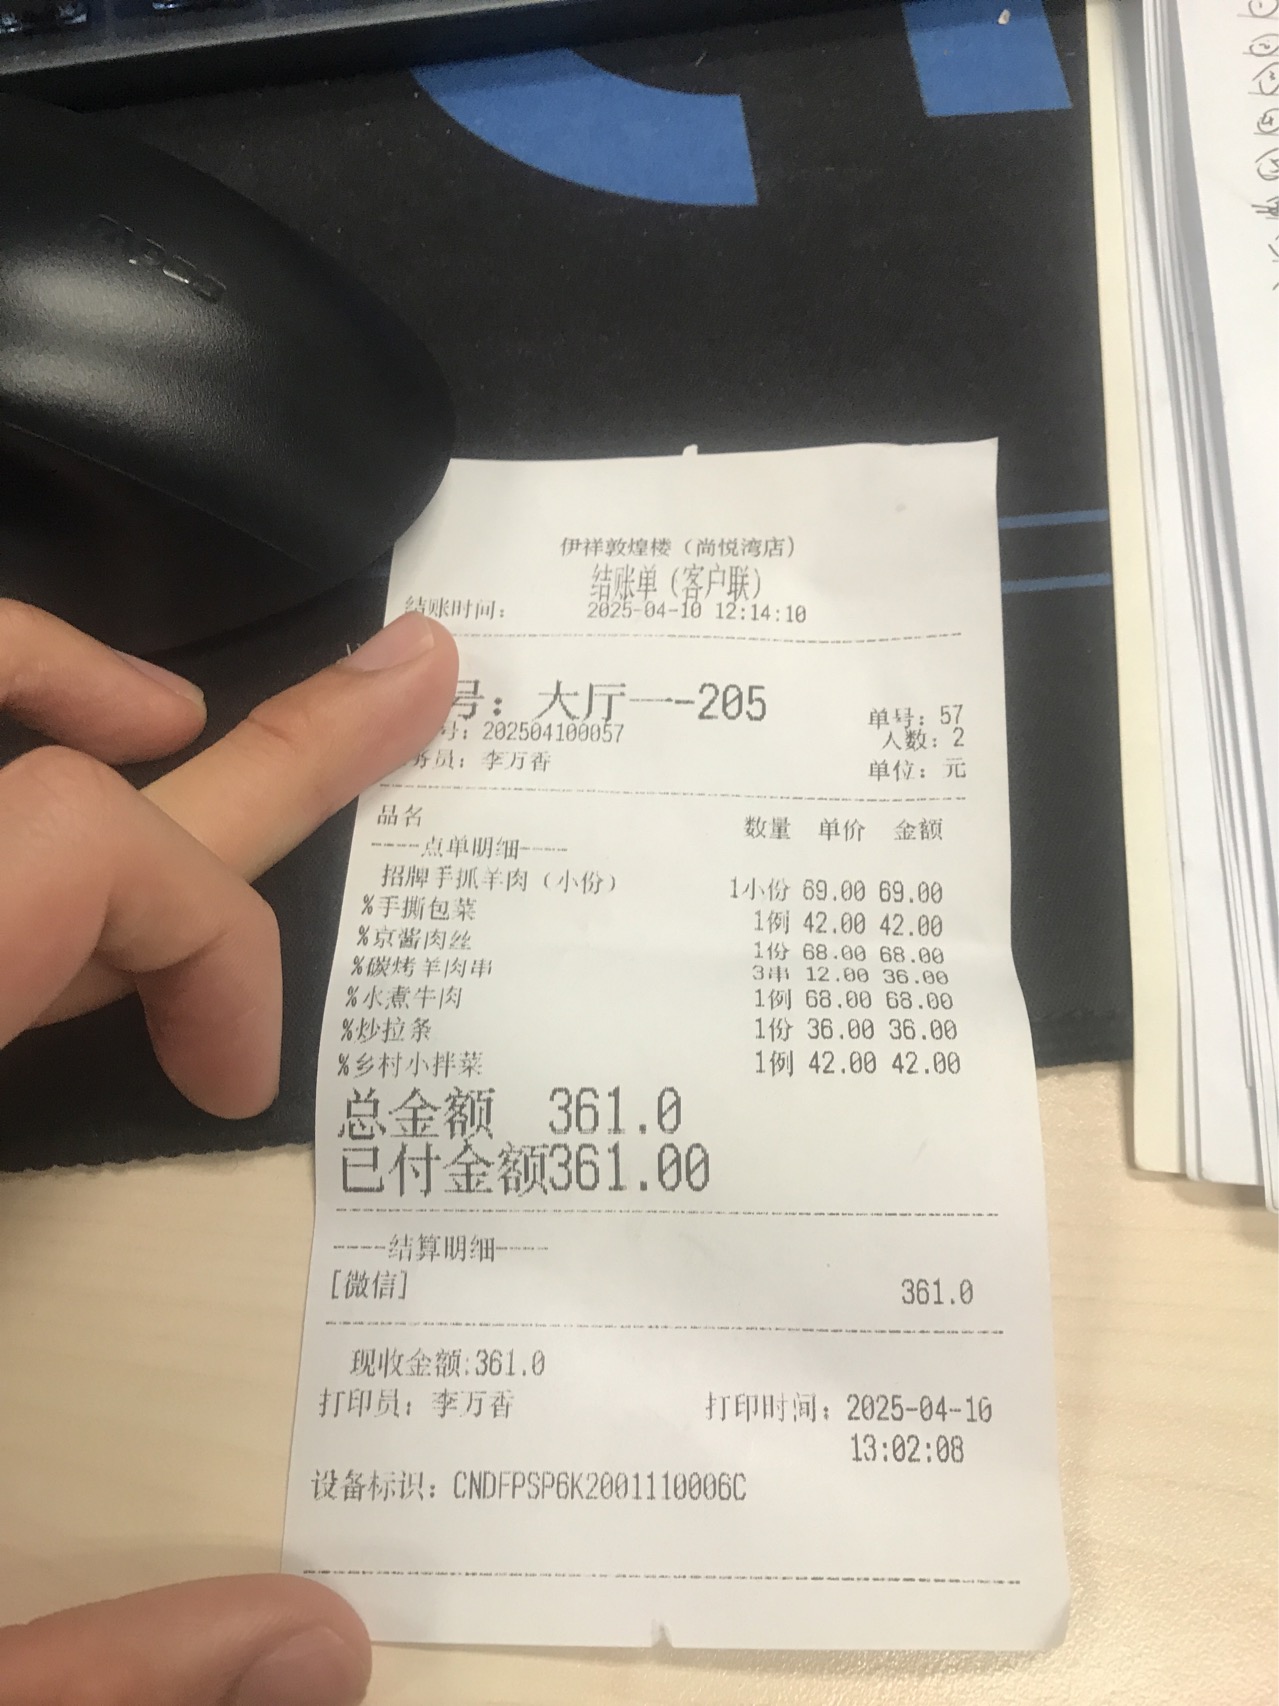 伊祥敦煌楼（尚悦湾店）
结账单（客户联）
结账时间： 2025-04-10 12:14:10
号：大厅一-205
单号：57
号：202504100057
人数：2
务员：李万香
单位：元
品名 数量 单价 金额
----点单明细----
招牌手抓羊肉（小份） 1小份 69.00 69.00
%手撕包菜 1例 42.00 42.00
%京酱肉丝 1份 68.00 68.00
%碳烤羊肉串 3串 12.00 36.00
%水煮牛肉 1例 68.00 68.00
%炒拉条 1份 36.00 36.00
%乡村小拌菜 1例 42.00 42.00
总金额 361.0
已付金额361.00
----结算明细----
[微信] 361.0
现收金额:361.0
打印员：李万香 打印时间：2025-04-10
13:02:08
设备标识：CNDFPSP6K2001110006C